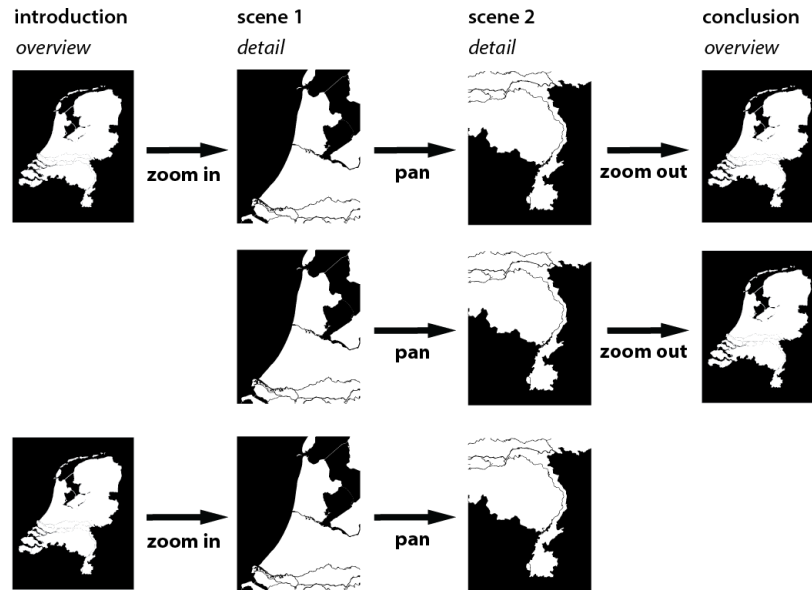 introduction
scene 1
scene 2
conclusion
overview
detail
detail
overview
zoom in
pan
zoom out
pan
zoom out
zoom in
pan